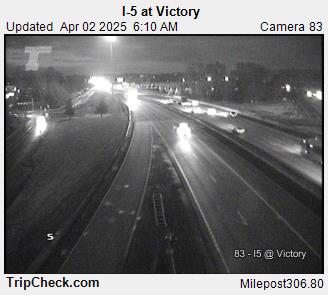 I-5 at Victory
Updated Apr 02 2025 6:10 AM Camera 83
T
S
83 - I5 @ Victory
TripCheck.com Milepost306.80